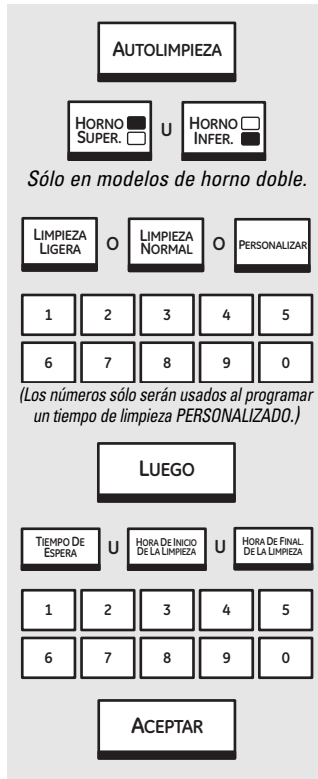 AUTOLIMPIEZA
HORNO SUPER. U HORNO INFER.
Sólo en modelos de horno doble.
LIMPIEZA LIGERA O LIMPIEZA NORMAL O PERSONALIZAR
1 2 3 4 5
6 7 8 9 0
(Los números sólo serán usados al programar
un tiempo de limpieza PERSONALIZADO.)
LUEGO
TIEMPO DE ESPERA U HORA DE INICIO DE LA LIMPIEZA U HORA DE FINAL. DE LA LIMPIEZA
1 2 3 4 5
6 7 8 9 0
ACEPTAR